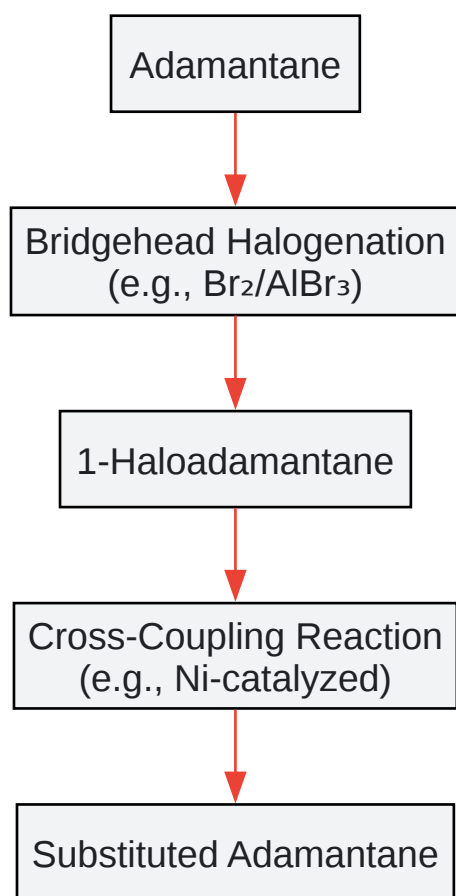 Adamantane
Bridgehead Halogenation
(e.g., Br₂/AlBr₃)
1-Haloadamantane
Cross-Coupling Reaction
(e.g., Ni-catalyzed)
Substituted Adamantane